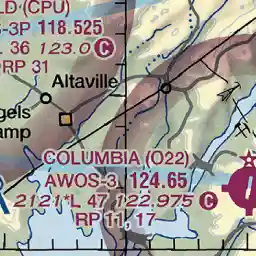 LD (CPU)
S-3P 118.525
L 36 123.0 C
RP 31
Altaville
gels
amp
COLUMBIA (O22)
AWOS-3 124.65
2121 *L 47 122.975 C
RP 11, 17